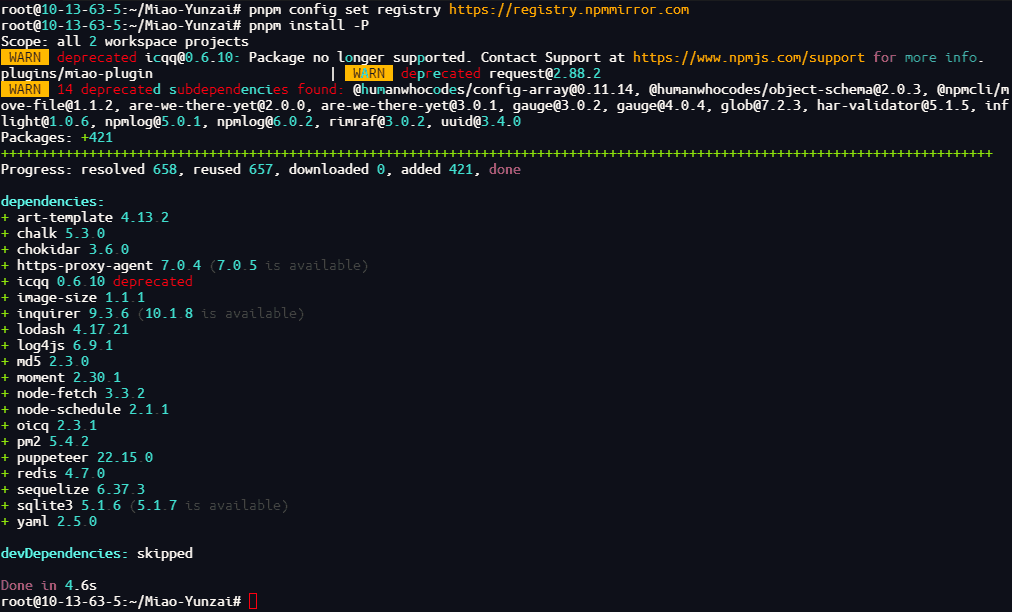 root@10-13-63-5:~/Miao-Yunzai# pnpm config set registry https://registry.npmmirror.com
root@10-13-63-5:~/Miao-Yunzai# pnpm install -P
Scope: all 2 workspace projects
WARN deprecated icqq@0.6.10: Package no longer supported. Contact Support at https://www.npmjs.com/support for more info.
plugins/miao-plugin | WARN deprecated request@2.88.2
WARN 14 deprecated subdependencies found: @humanwhocodes/config-array@0.11.14, @humanwhocodes/object-schema@2.0.3, @npmcli/m
ove-file@1.1.2, are-we-there-yet@2.0.0, are-we-there-yet@3.0.1, gauge@3.0.2, gauge@4.0.4, glob@7.2.3, har-validator@5.1.5, inf
light@1.0.6, npmlog@5.0.1, npmlog@6.0.2, rimraf@3.0.2, uuid@3.4.0
Packages: +421
++++++++++++++++++++++++++++++++++++++++++++++++++++++++++++++++++++++++++++++++++++++++++++++++++++++++++++++++++++++++++++
Progress: resolved 658, reused 657, downloaded 0, added 421, done
dependencies:
+ art-template 4.13.2
+ chalk 5.3.0
+ chokidar 3.6.0
+ https-proxy-agent 7.0.4 (7.0.5 is available)
+ icqq 0.6.10 deprecated
+ image-size 1.1.1
+ inquirer 9.3.6 (10.1.8 is available)
+ lodash 4.17.21
+ log4js 6.9.1
+ md5 2.3.0
+ moment 2.30.1
+ node-fetch 3.3.2
+ node-schedule 2.1.1
+ oicq 2.3.1
+ pm2 5.4.2
+ puppeteer 22.15.0
+ redis 4.7.0
+ sequelize 6.37.3
+ sqlite3 5.1.6 (5.1.7 is available)
+ yaml 2.5.0
devDependencies: skipped
Done in 4.6s
root@10-13-63-5:~/Miao-Yunzai#